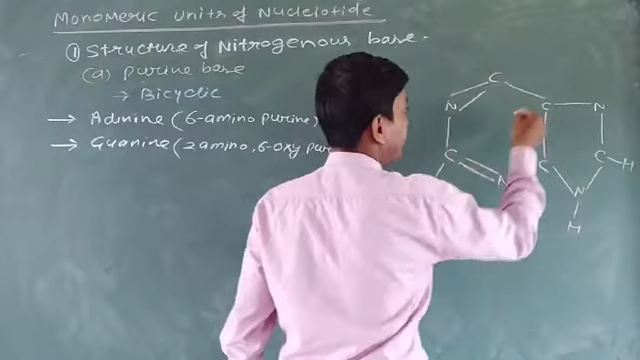 Monomeric Units of Nucleotide
① Structure of Nitrogenous base.
(a) Purine base
→ Bicyclic
→ Adnine (6-amino purine)
→ Guanine (2 amino, 6-oxy pur
C
N C N
C C C-H
N N
H